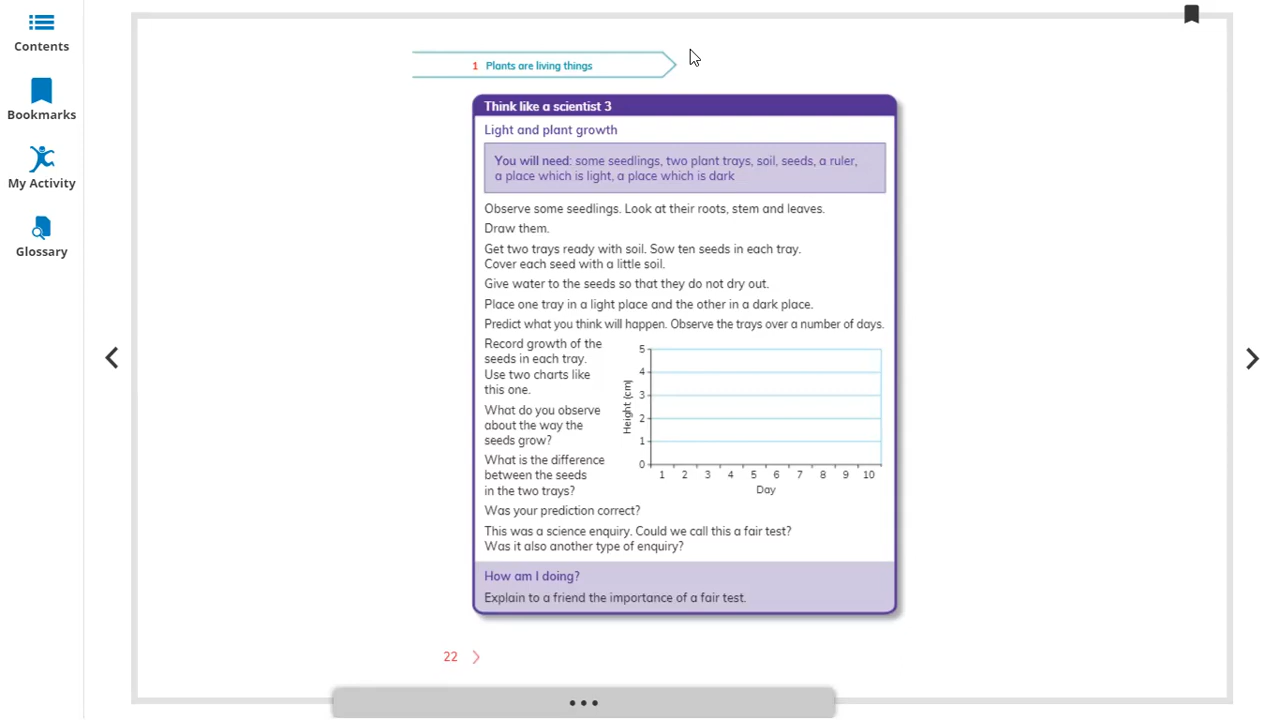 Contents
Bookmarks
My Activity
Glossary
1 Plants are living things
Think like a scientist 3
Light and plant growth
You will need: some seedlings, two plant trays, soil, seeds, a ruler,
a place which is light, a place which is dark
Observe some seedlings. Look at their roots, stem and leaves.
Draw them.
Get two trays ready with soil. Sow ten seeds in each tray.
Cover each seed with a little soil.
Give water to the seeds so that they do not dry out.
Place one tray in a light place and the other in a dark place.
Predict what you think will happen. Observe the trays over a number of days.
Record growth of the
seeds in each tray.
Use two charts like
this one.
What do you observe
about the way the
seeds grow?
What is the difference
between the seeds
in the two trays?
Height (cm)
5
4
3
2
1
0
1 2 3 4 5 6 7 8 9 10
Day
Was your prediction correct?
This was a science enquiry. Could we call this a fair test?
Was it also another type of enquiry?
How am I doing?
Explain to a friend the importance of a fair test.
22